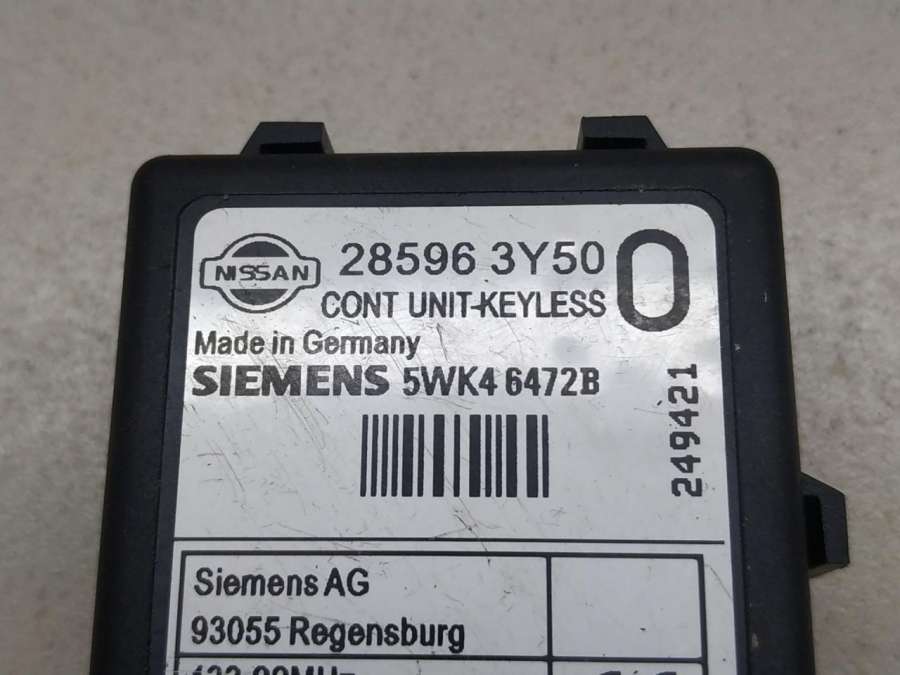 NISSAN
28596 3Y50
0
CONT UNIT-KEYLESS
Made in Germany
SIEMENS 5WK4 6472B
249421
Siemens AG
93055 Regensburg